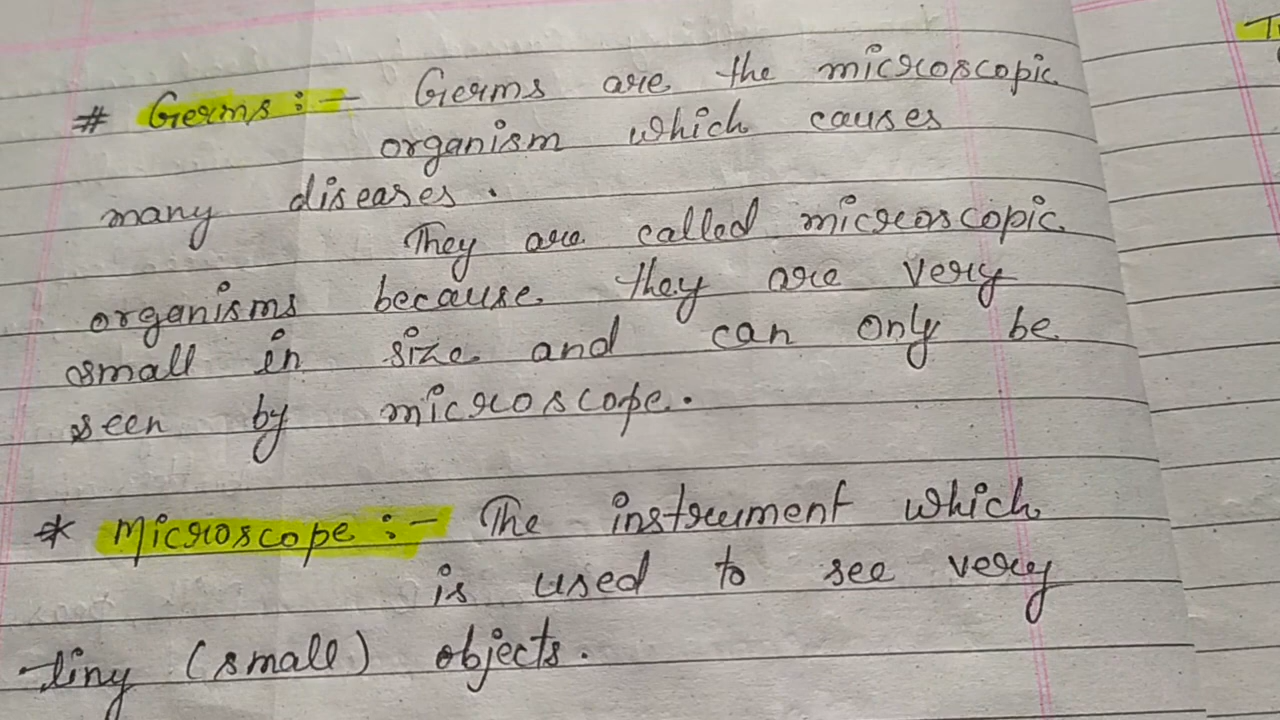 # Germs :- Germs are the microscopic
organism which causes
many diseases.
They are called microscopic
organisms because they are very
small in size and can only be
seen by microscope.
* Microscope :- The instrument which
is used to see very
tiny (small) objects.